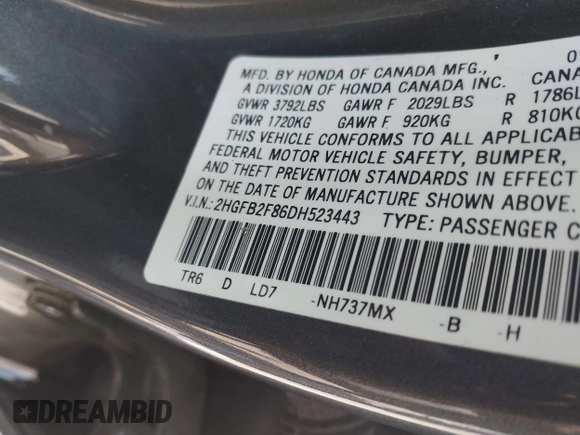 MFD. BY HONDA OF CANADA MFG.,
A DIVISION OF HONDA CANADA INC. CANA
GVWR 3792LBS GAWR F 2029LBS R 1786L
GVWR 1720KG GAWR F 920KG R 810KG
THIS VEHICLE CONFORMS TO ALL APPLICABL
FEDERAL MOTOR VEHICLE SAFETY, BUMPER,
AND THEFT PREVENTION STANDARDS IN EFFECT
ON THE DATE OF MANUFACTURE SHOWN ABOVE.
V.I.N.: 2HGFB2F86DH523443 TYPE: PASSENGER C
TR6 D LD7 -NH737MX -B -H
DREAMBID